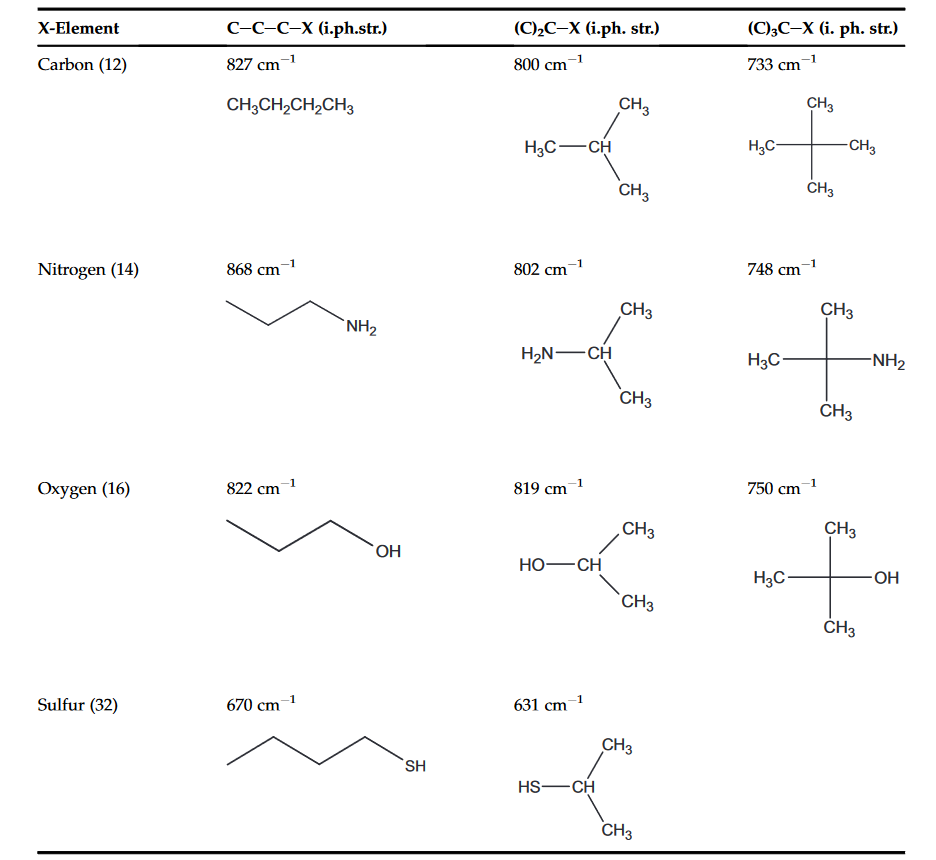 X-Element C−C−C−X (i.ph.str.) (C)₂C−X (i.ph. str.) (C)₃C−X (i. ph. str.)
Carbon (12) 827 cm⁻¹ 800 cm⁻¹ 733 cm⁻¹
CH₃CH₂CH₂CH₃ CH₃ CH₃
H₃C CH H₃C CH₃
CH₃ CH₃
Nitrogen (14) 868 cm⁻¹ 802 cm⁻¹ 748 cm⁻¹
CH₃ CH₃
NH₂
H₂N CH H₃C NH₂
CH₃ CH₃
Oxygen (16) 822 cm⁻¹ 819 cm⁻¹ 750 cm⁻¹
CH₃ CH₃
OH
HO CH H₃C OH
CH₃
CH₃
Sulfur (32) 670 cm⁻¹ 631 cm⁻¹
CH₃
SH
HS CH
CH₃